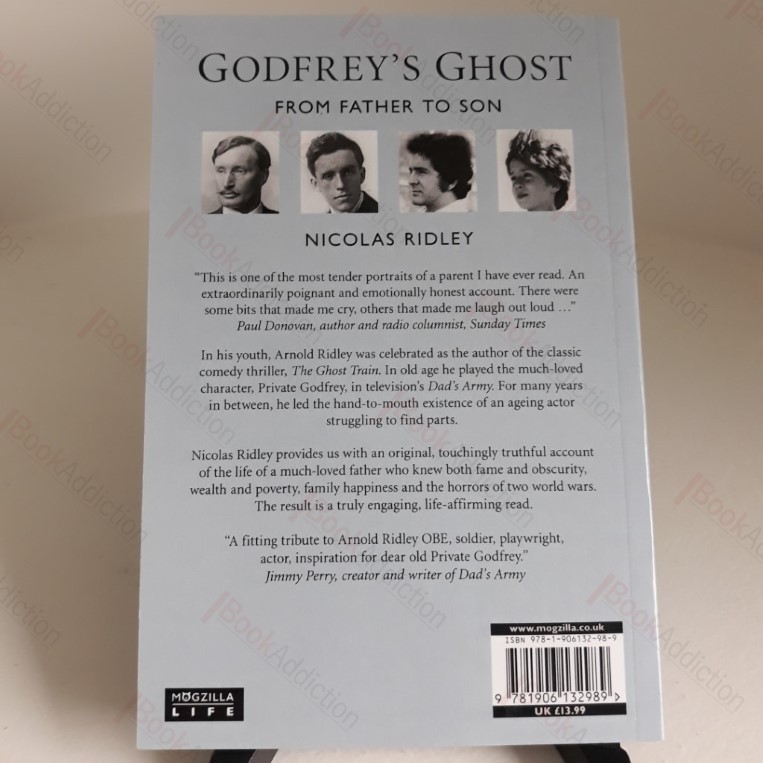 GODFREY'S GHOST
FROM FATHER TO SON
NICOLAS RIDLEY
"This is one of the most tender portraits of a parent I have ever read. An
extraordinarily poignant and emotionally honest account. There were
some bits that made me cry, others that made me laugh out loud ..."
Paul Donovan, author and radio columnist, Sunday Times
In his youth, Arnold Ridley was celebrated as the author of the classic
comedy thriller, The Ghost Train. In old age he played the much-loved
character, Private Godfrey, in television's Dad's Army. For many years
in between, he led the hand-to-mouth existence of an ageing actor
struggling to find parts.
Nicolas Ridley provides us with an original, touchingly truthful account
of the life of a much-loved father who knew both fame and obscurity,
wealth and poverty, family happiness and the horrors of two world wars.
The result is a truly engaging, life-affirming read.
"A fitting tribute to Arnold Ridley OBE, soldier, playwright,
actor, inspiration for dear old Private Godfrey."
Jimmy Perry, creator and writer of Dad's Army
www.mogzilla.co.uk
ISBN 978-1-906132-98-9
9 781906 132989 >
UK £13.99
MOGZILLA
LIFE
BookAddiction